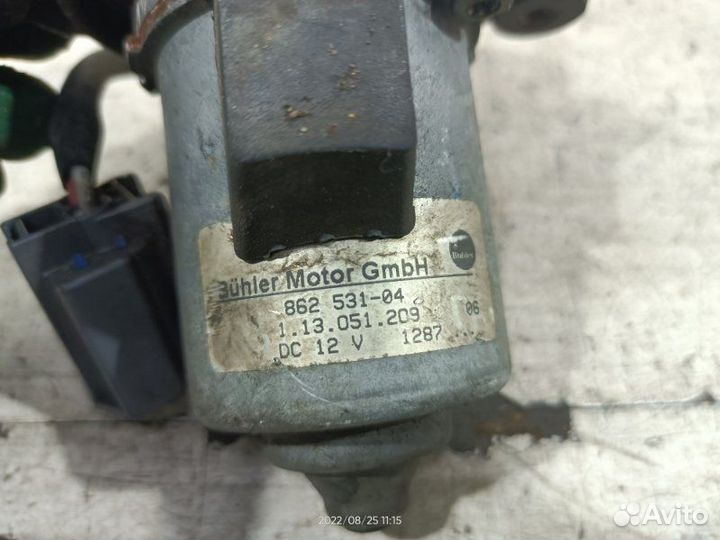 Bühler Motor GmbH
Bühler
862 531-04
1.13.051.209 06
DC 12 V 1287
2022/08/25 11:15
Avito